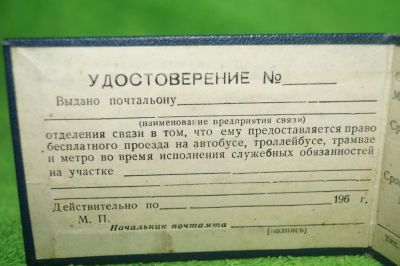 УДОСТОВЕРЕНИЕ №
Выдано почтальону
(наименование предприятия связи)
отделения связи в том, что ему предоставляется право
бесплатного проезда на автобусе, троллейбусе, трамвае
и метро во время исполнения служебных обязанностей
на участке
Действительно по 196 г.
М. П.
Начальник почтамта
[подпись]